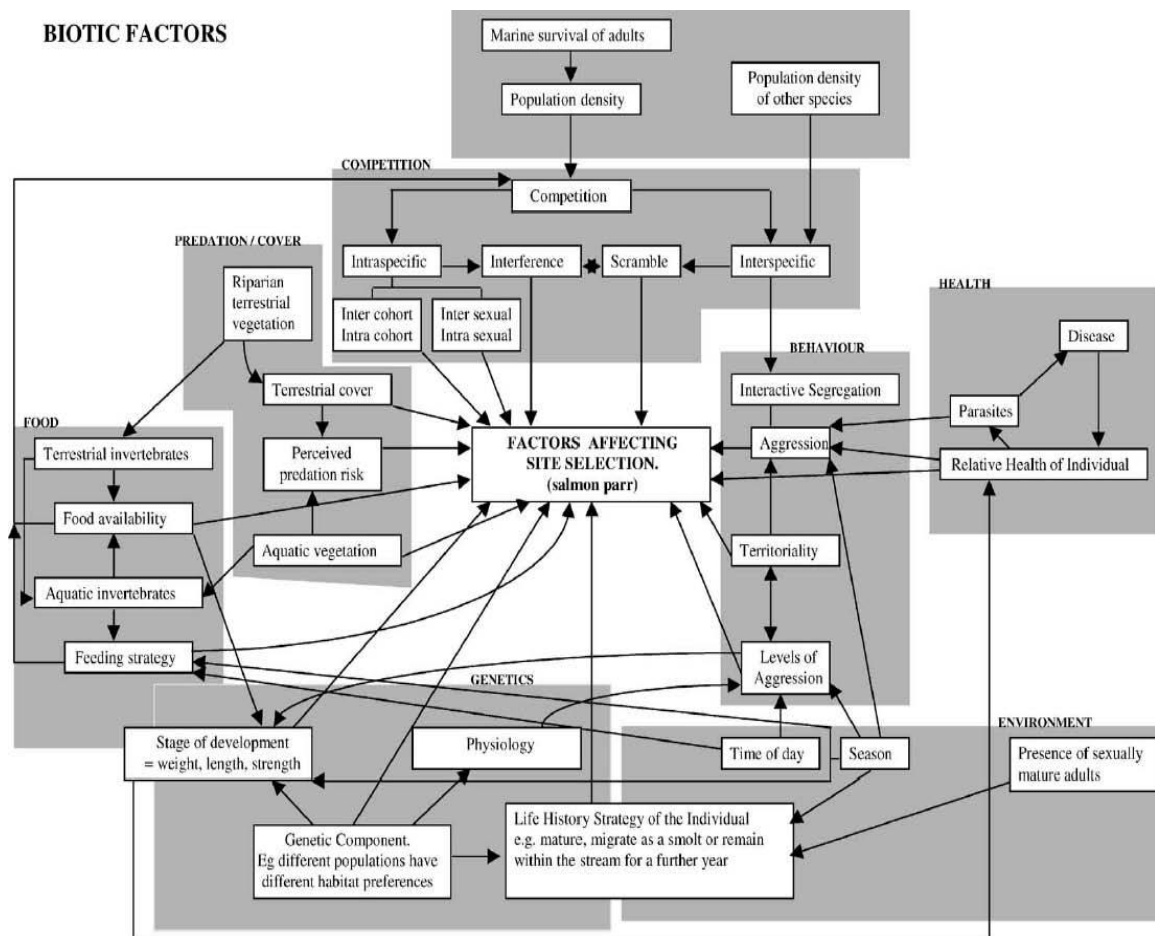 BIOTIC FACTORS
Marine survival of adults
Population density
Population density
of other species
COMPETITION
Competition
PREDATION / COVER
Intraspecific
Interference
Scramble
Interspecific
Riparian
terrestrial
vegetation
Inter cohort
Intra cohort
Inter sexual
Intra sexual
HEALTH
Disease
BEHAVIOUR
Interactive Segregation
Parasites
Terrestrial cover
FOOD
Terrestrial invertebrates
Perceived
predation risk
FACTORS AFFECTING
SITE SELECTION.
(salmon parr)
Aggression
Relative Health of Individual
Food availability
Aquatic vegetation
Territoriality
Aquatic invertebrates
Feeding strategy
Levels of
Aggression
GENETICS
ENVIRONMENT
Stage of development
= weight, length, strength
Physiology
Time of day
Season
Presence of sexually
mature adults
Genetic Component.
Eg different populations have
different habitat preferences
Life History Strategy of the Individual
e.g. mature, migrate as a smolt or remain
within the stream for a further year